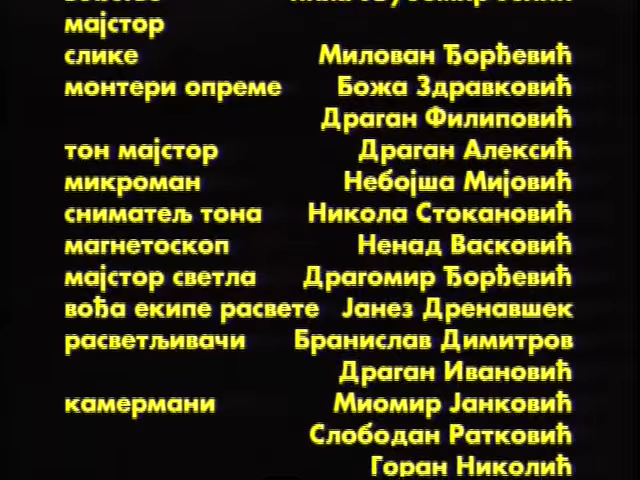 мајстор
слике Милован Ђорђевић
монтери опреме Божа Здравковић
Драган Филиповић
тон мајстор Драган Алексић
микроман Небојша Мијовић
сниматељ тона Никола Стокановић
магнетоскоп Ненад Васковић
мајстор светла Драгомир Ђорђевић
вођа екипе расвете Јанез Дренавшек
расветљивачи Бранислав Димитров
Драган Ивановић
камермани Миомир Јанковић
Слободан Ратковић
Горан Николић